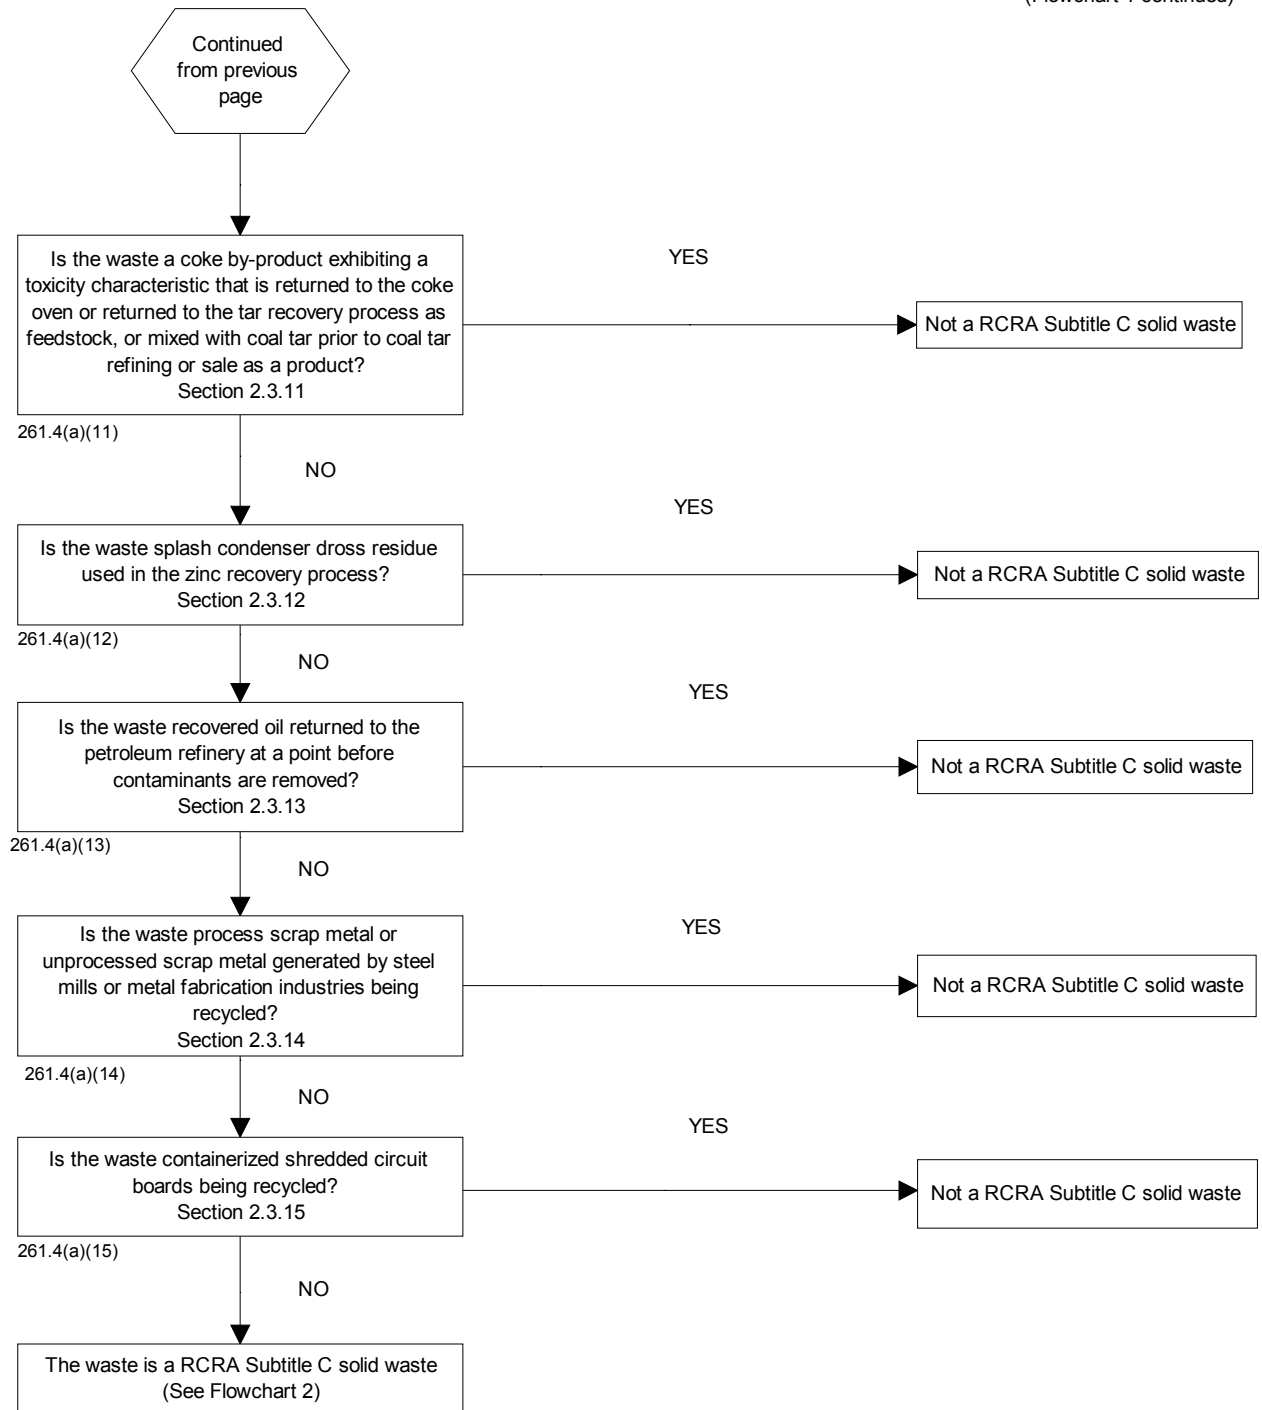 (Flowchart 1 continued)
Continued
from previous
page
Is the waste a coke by-product exhibiting a
toxicity characteristic that is returned to the coke
oven or returned to the tar recovery process as
feedstock, or mixed with coal tar prior to coal tar
refining or sale as a product?
Section 2.3.11
YES
Not a RCRA Subtitle C solid waste
261.4(a)(11)
NO
Is the waste splash condenser dross residue
used in the zinc recovery process?
Section 2.3.12
YES
Not a RCRA Subtitle C solid waste
261.4(a)(12)
NO
Is the waste recovered oil returned to the
petroleum refinery at a point before
contaminants are removed?
Section 2.3.13
YES
Not a RCRA Subtitle C solid waste
261.4(a)(13)
NO
Is the waste process scrap metal or
unprocessed scrap metal generated by steel
mills or metal fabrication industries being
recycled?
Section 2.3.14
YES
Not a RCRA Subtitle C solid waste
261.4(a)(14)
NO
Is the waste containerized shredded circuit
boards being recycled?
Section 2.3.15
YES
Not a RCRA Subtitle C solid waste
261.4(a)(15)
NO
The waste is a RCRA Subtitle C solid waste
(See Flowchart 2)